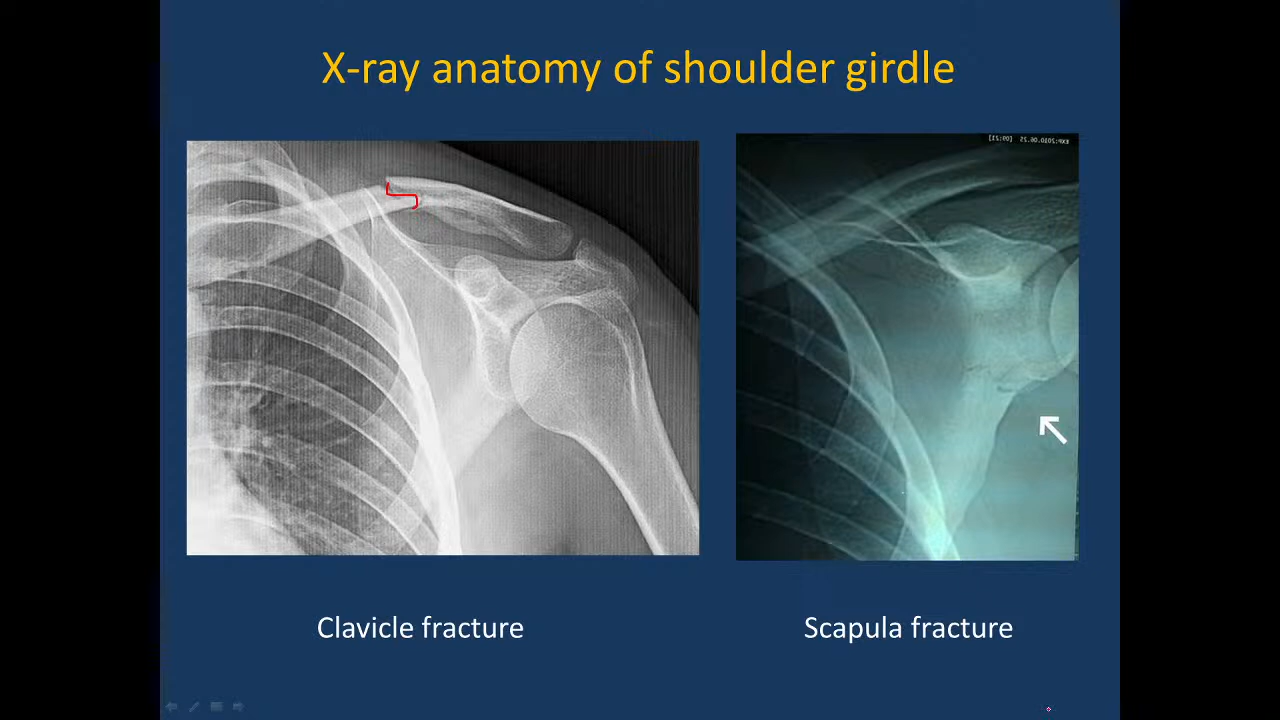 X-ray anatomy of shoulder girdle
Clavicle fracture
Scapula fracture